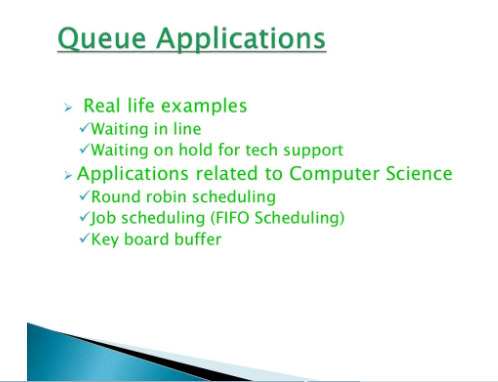 Queue Applications
➢ Real life examples
✓Waiting in line
✓Waiting on hold for tech support
➢Applications related to Computer Science
✓Round robin scheduling
✓Job scheduling (FIFO Scheduling)
✓Key board buffer